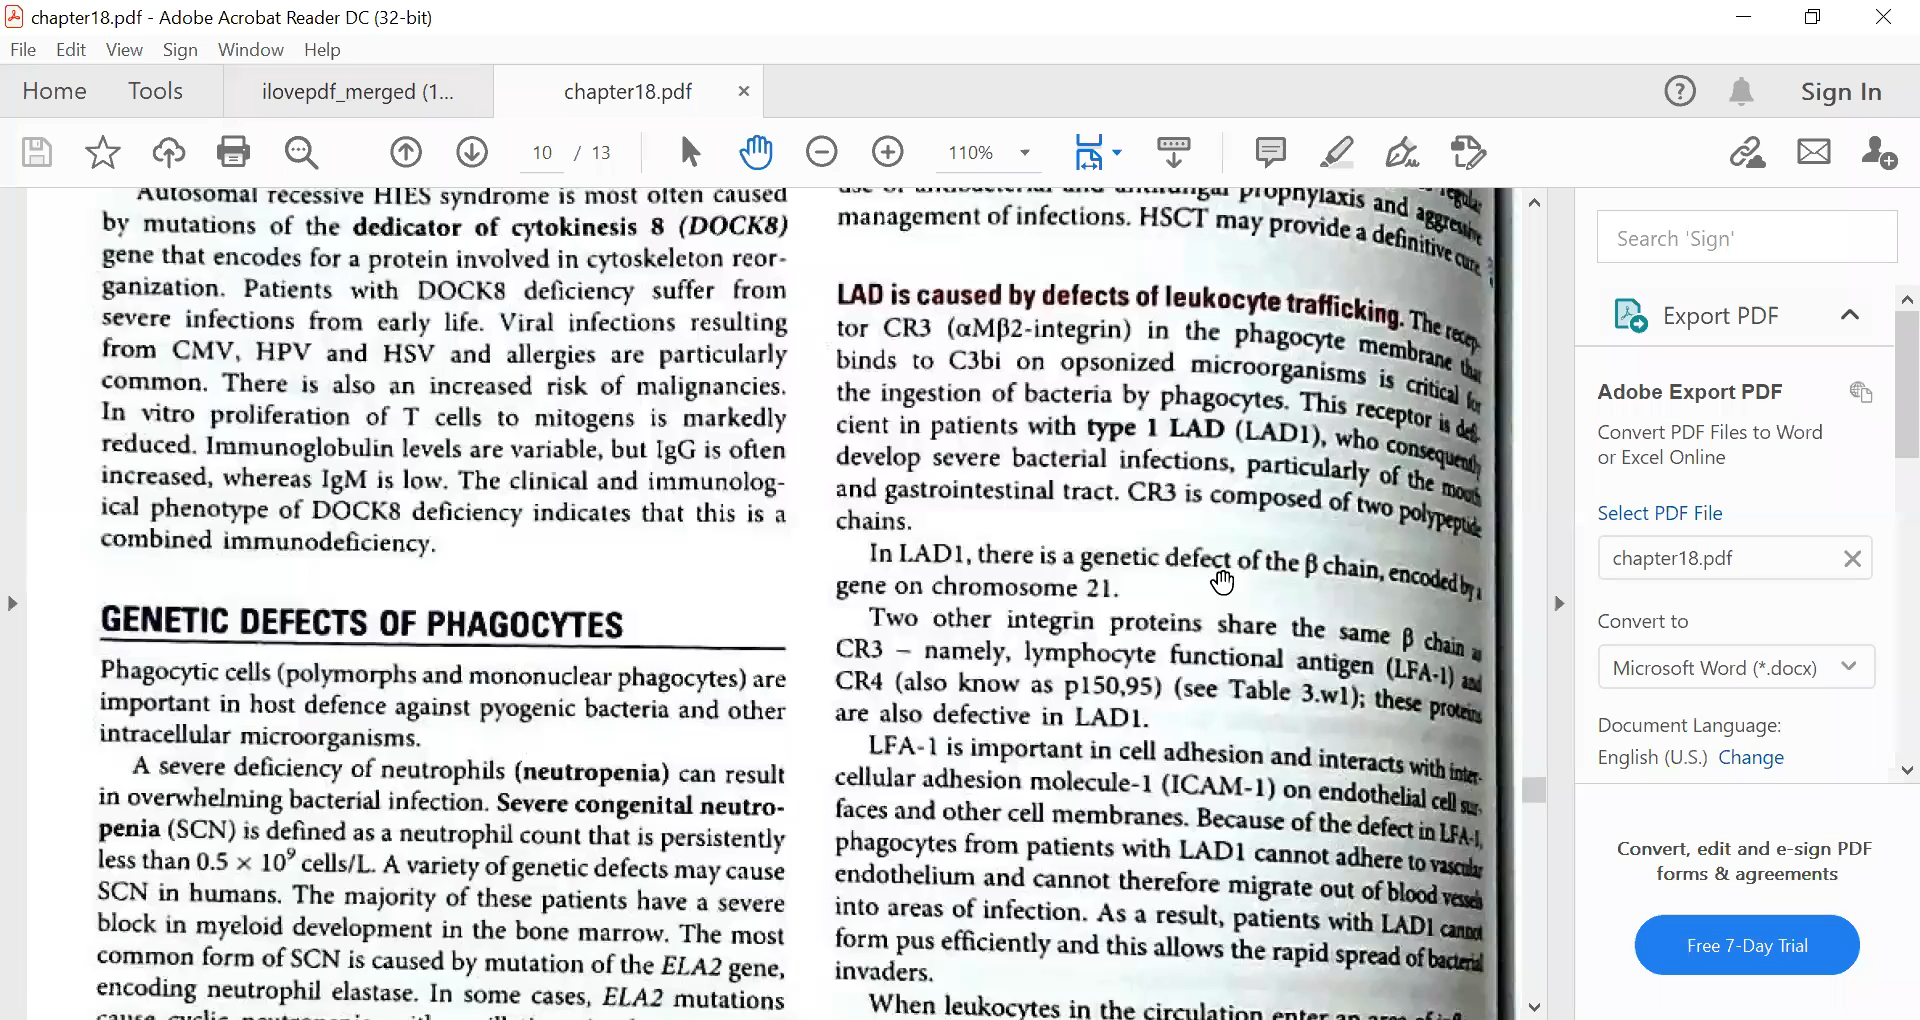 chapter18.pdf - Adobe Acrobat Reader DC (32-bit)
File Edit View Sign Window Help
Home Tools ilovepdf_merged (1... chapter18.pdf × Sign In
10 / 13 110%
Autosomal recessive HIES syndrome is most often caused
by mutations of the dedicator of cytokinesis 8 (DOCK8)
gene that encodes for a protein involved in cytoskeleton reor-
ganization. Patients with DOCK8 deficiency suffer from
severe infections from early life. Viral infections resulting
from CMV, HPV and HSV and allergies are particularly
common. There is also an increased risk of malignancies.
In vitro proliferation of T cells to mitogens is markedly
reduced. Immunoglobulin levels are variable, but IgG is often
increased, whereas IgM is low. The clinical and immunolog-
ical phenotype of DOCK8 deficiency indicates that this is a
combined immunodeficiency.
GENETIC DEFECTS OF PHAGOCYTES
Phagocytic cells (polymorphs and mononuclear phagocytes) are
important in host defence against pyogenic bacteria and other
intracellular microorganisms.
A severe deficiency of neutrophils (neutropenia) can result
in overwhelming bacterial infection. Severe congenital neutro-
penia (SCN) is defined as a neutrophil count that is persistently
less than 0.5 × 10⁹ cells/L. A variety of genetic defects may cause
SCN in humans. The majority of these patients have a severe
block in myeloid development in the bone marrow. The most
common form of SCN is caused by mutation of the ELA2 gene,
encoding neutrophil elastase. In some cases, ELA2 mutations
use of antibacterial and antifungal prophylaxis and aggressive
management of infections. HSCT may provide a definitive cure.
LAD is caused by defects of leukocyte trafficking. The recep-
tor CR3 (αMβ2-integrin) in the phagocyte membrane that
binds to C3bi on opsonized microorganisms is critical for
the ingestion of bacteria by phagocytes. This receptor is defi-
cient in patients with type 1 LAD (LAD1), who consequently
develop severe bacterial infections, particularly of the mouth
and gastrointestinal tract. CR3 is composed of two polypeptide
chains.
In LAD1, there is a genetic defect of the β chain, encoded by a
gene on chromosome 21.
Two other integrin proteins share the same β chain as
CR3 – namely, lymphocyte functional antigen (LFA-1) and
CR4 (also know as p150,95) (see Table 3.w1); these proteins
are also defective in LAD1.
LFA-1 is important in cell adhesion and interacts with inter-
cellular adhesion molecule-1 (ICAM-1) on endothelial cell sur-
faces and other cell membranes. Because of the defect in LFA-1,
phagocytes from patients with LAD1 cannot adhere to vascular
endothelium and cannot therefore migrate out of blood vessels
into areas of infection. As a result, patients with LAD1 cannot
form pus efficiently and this allows the rapid spread of bacterial
invaders.
When leukocytes in the circulation enter an area of
Search 'Sign'
Export PDF
Adobe Export PDF
Convert PDF Files to Word
or Excel Online
Select PDF File
chapter18.pdf
Convert to
Microsoft Word (*.docx)
Document Language:
English (U.S.) Change
Convert, edit and e-sign PDF
forms & agreements
Free 7-Day Trial